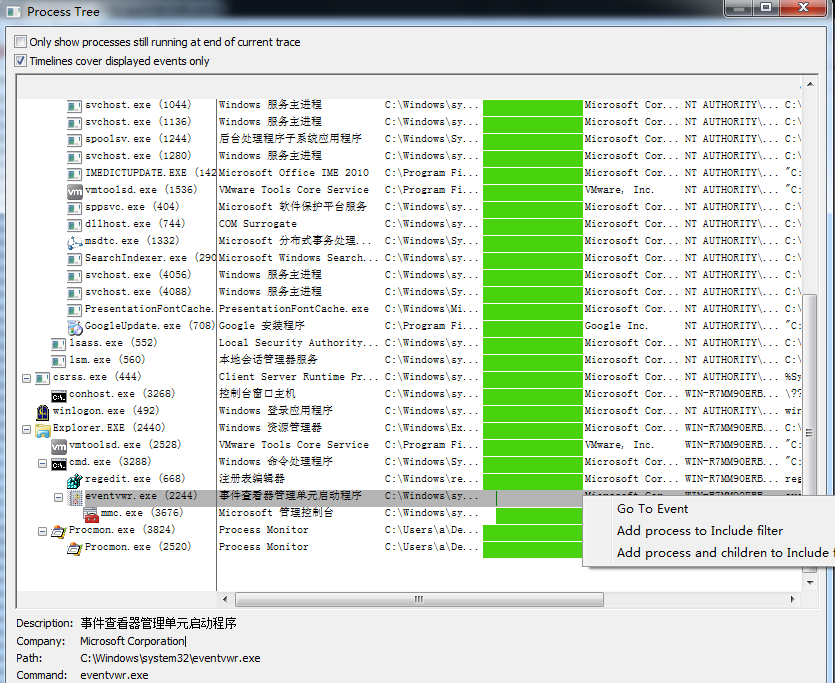 Process Tree
Only show processes still running at end of current trace
Timelines cover displayed events only
svchost.exe (1044) Windows 服务主进程 C:\Windows\sy... Microsoft Cor... NT AUTHORITY\... C:\
svchost.exe (1136) Windows 服务主进程 C:\Windows\Sy... Microsoft Cor... NT AUTHORITY\... C:\
spoolsv.exe (1244) 后台处理程序子系统应用程序 C:\Windows\Sy... Microsoft Cor... NT AUTHORITY\... C:\
svchost.exe (1280) Windows 服务主进程 C:\Windows\sy... Microsoft Cor... NT AUTHORITY\... C:\
IMEDICTUPDATE.EXE (142 Microsoft Office IME 2010 C:\Program Fi... Microsoft Cor... NT AUTHORITY\... "C:
vmtoolsd.exe (1536) VMware Tools Core Service C:\Program Fi... VMware, Inc. NT AUTHORITY\... "C:
sppsvc.exe (404) Microsoft 软件保护平台服务 C:\Windows\sy... Microsoft Cor... NT AUTHORITY\... C:\
dllhost.exe (744) COM Surrogate C:\Windows\sy... Microsoft Cor... NT AUTHORITY\... C:\
msdtc.exe (1332) Microsoft 分布式事务处理... C:\Windows\Sy... Microsoft Cor... NT AUTHORITY\... C:\
SearchIndexer.exe (290 Microsoft Windows Search... C:\Windows\sy... Microsoft Cor... NT AUTHORITY\... C:\
svchost.exe (4056) Windows 服务主进程 C:\Windows\sy... Microsoft Cor... NT AUTHORITY\... C:\
svchost.exe (4088) Windows 服务主进程 C:\Windows\Sy... Microsoft Cor... NT AUTHORITY\... C:\
PresentationFontCache. PresentationFontCache.exe C:\Windows\Mi... Microsoft Cor... NT AUTHORITY\... C:\
GoogleUpdate.exe (708) Google 安装程序 C:\Program Fi... Google Inc. NT AUTHORITY\... "C:
lsass.exe (552) Local Security Authority... C:\Windows\sy... Microsoft Cor... NT AUTHORITY\... C:\
lsm.exe (560) 本地会话管理器服务 C:\Windows\sy... Microsoft Cor... NT AUTHORITY\... C:\
csrss.exe (444) Client Server Runtime Pr... C:\Windows\sy... Microsoft Cor... NT AUTHORITY\... %Sy
conhost.exe (3268) 控制台窗口主机 C:\Windows\sy... Microsoft Cor... WIN-R7MM90ERB... \??
winlogon.exe (492) Windows 登录应用程序 C:\Windows\sy... Microsoft Cor... NT AUTHORITY\... win
Explorer.EXE (2440) Windows 资源管理器 C:\Windows\Ex... Microsoft Cor... WIN-R7MM90ERB... C:\
vmtoolsd.exe (2528) VMware Tools Core Service C:\Program Fi... VMware, Inc. WIN-R7MM90ERB... "C:
cmd.exe (3288) Windows 命令处理程序 C:\Windows\Sy... Microsoft Cor... WIN-R7MM90ERB... "C:
regedit.exe (668) 注册表编辑器 C:\Windows\re... Microsoft Cor... WIN-R7MM90ERB... reg
eventvwr.exe (2244) 事件查看器管理单元启动程序 C:\Windows\sy...
mmc.exe (3676) Microsoft 管理控制台 C:\Windows\sy...
Procmon.exe (3824) Process Monitor C:\Users\a\De...
Procmon.exe (2520) Process Monitor C:\Users\a\De...
Go To Event
Add process to Include filter
Add process and children to Include f
Description: 事件查看器管理单元启动程序
Company: Microsoft Corporation
Path: C:\Windows\system32\eventvwr.exe
Command: eventvwr.exe